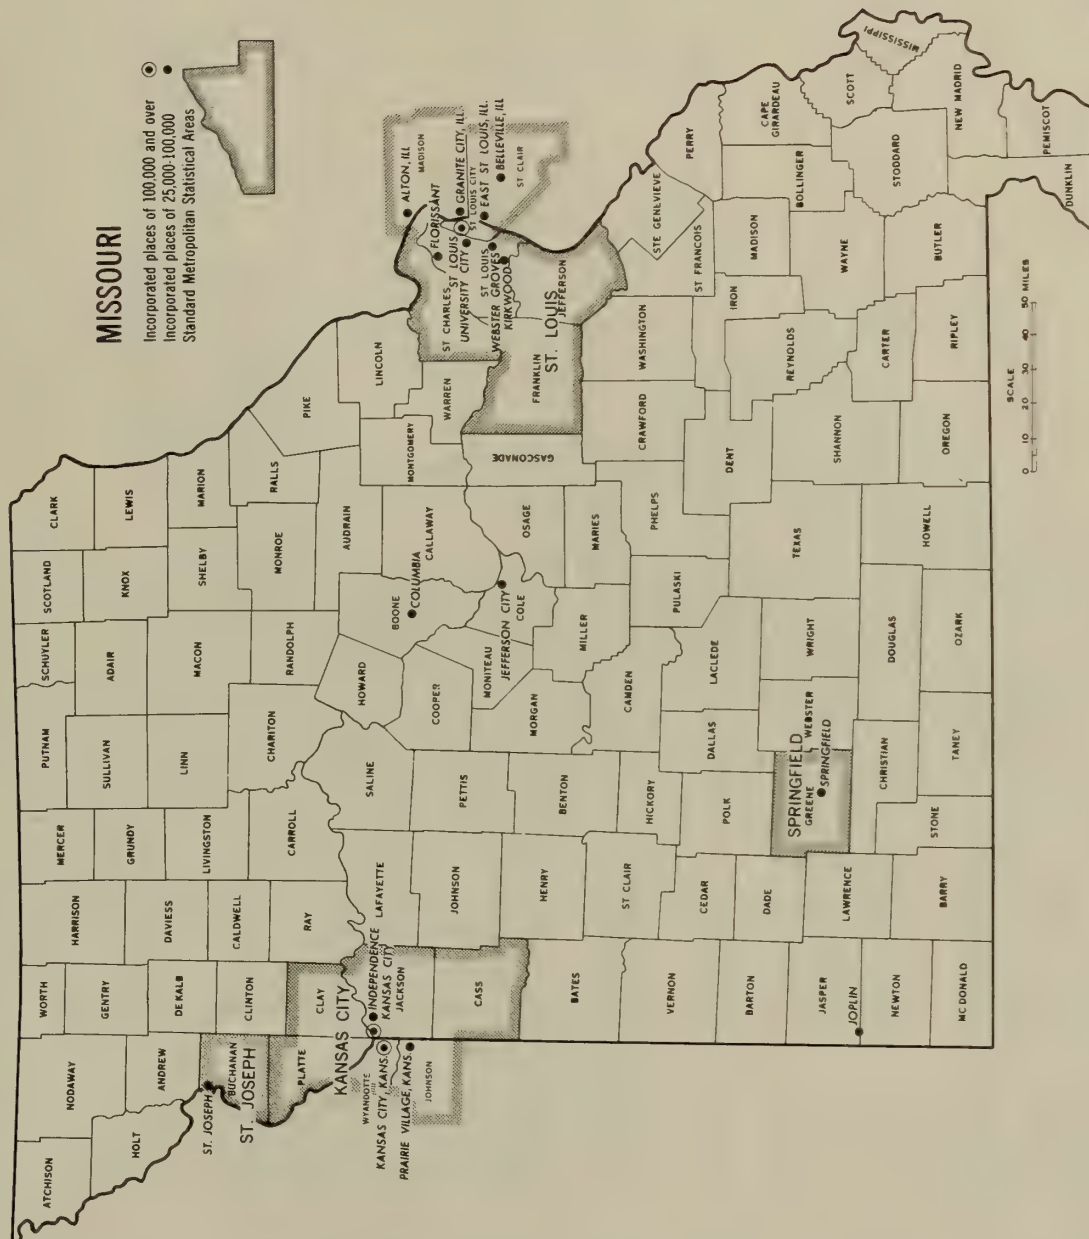 MISSOURI
Incorporated places of 100,000 and over
Incorporated places of 25,000-100,000
Standard Metropolitan Statistical Areas
ATCHISON
NODAWAY
WORTH
HARRISON
MERCER
PUTNAM
SCHUYLER
SCOTLAND
CLARK
HOLT
ANDREW
GENTRY
DAVIESS
GRUNDY
SULLIVAN
ADAIR
KNOX
LEWIS
ST. JOSEPH
BUCHANAN
ST. JOSEPH
DE KALB
CLINTON
CALDWELL
LIVINGSTON
LINN
MACON
SHELBY
MARION
PLATTE
CLAY
RAY
CARROLL
CHARITON
RANDOLPH
MONROE
RALLS
PIKE
KANSAS CITY
WYANDOTTE
KANSAS CITY, KANS.
PRAIRIE VILLAGE, KANS.
JOHNSON
INDEPENDENCE
KANSAS CITY
JACKSON
LAFAYETTE
SALINE
HOWARD
BOONE
COLUMBIA
AUDRAIN
CALLAWAY
MONTGOMERY
LINCOLN
WARREN
ST CHARLES
FLORISSANT
ST LOUIS
UNIVERSITY CITY
ST LOUIS
WEBSTER GROVES
KIRKWOOD
ALTON, ILL
MADISON
GRANITE CITY, ILL.
ST LOUIS CITY
EAST ST LOUIS, ILL.
BELLEVILLE, ILL
ST CLAIR
CASS
JOHNSON
PETTIS
COOPER
MONITEAU
JEFFERSON CITY
COLE
OSAGE
GASCONADE
FRANKLIN
ST. LOUIS
JEFFERSON
BATES
HENRY
BENTON
MORGAN
MILLER
MARIES
CRAWFORD
WASHINGTON
STE GENEVIEVE
PERRY
VERNON
ST CLAIR
HICKORY
CAMDEN
PULASKI
PHELPS
DENT
IRON
ST FRANCOIS
MADISON
BOLLINGER
CAPE GIRARDEAU
BARTON
CEDAR
POLK
DALLAS
LACLEDE
TEXAS
REYNOLDS
WAYNE
SCOTT
MISSISSIPPI
JASPER
JOPLIN
DADE
SPRINGFIELD
GREENE
SPRINGFIELD
WEBSTER
WRIGHT
SHANNON
CARTER
STODDARD
NEW MADRID
NEWTON
LAWRENCE
CHRISTIAN
DOUGLAS
HOWELL
OREGON
RIPLEY
BUTLER
MC DONALD
BARRY
STONE
TANEY
OZARK
DUNKLIN
PEMISCOT
SCALE
0 10 20 30 40 50 MILES